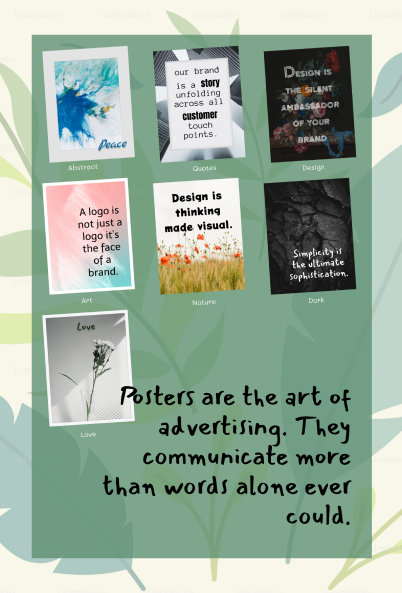 Peace
Abstract
our brand
is a story
unfolding
across all
customer
touch
points.
Quotes
Design is
the silent
ambassador
of your
brand
Design
A logo is
not just a
logo it's
the face
of a
brand.
Art
Design is
thinking
made visual.
Nature
Simplicity is
the ultimate
sophistication.
Dark
Love
Love
Posters are the art of
advertising. They
communicate more
than words alone ever
could.